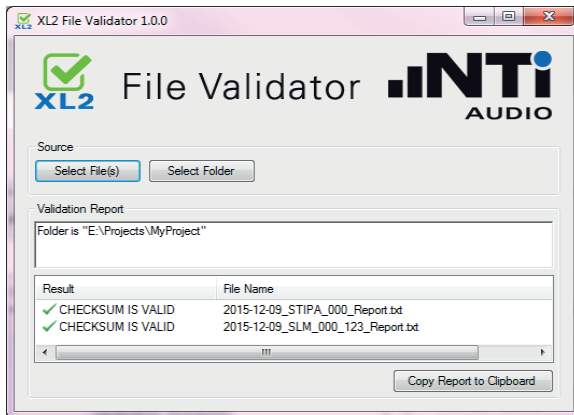 XL2 File Validator 1.0.0
XL2 File Validator NTi AUDIO
Source
Select File(s) Select Folder
Validation Report
Folder is "E:\Projects\MyProject"
Result File Name
CHECKSUM IS VALID 2015-12-09_STIPA_000_Report.txt
CHECKSUM IS VALID 2015-12-09_SLM_000_123_Report.txt
Copy Report to Clipboard